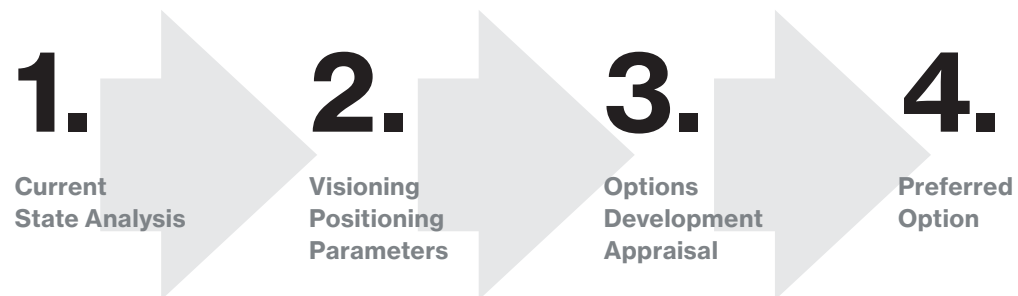 1.
Current
State Analysis
2.
Visioning
Positioning
Parameters
3.
Options
Development
Appraisal
4.
Preferred
Option